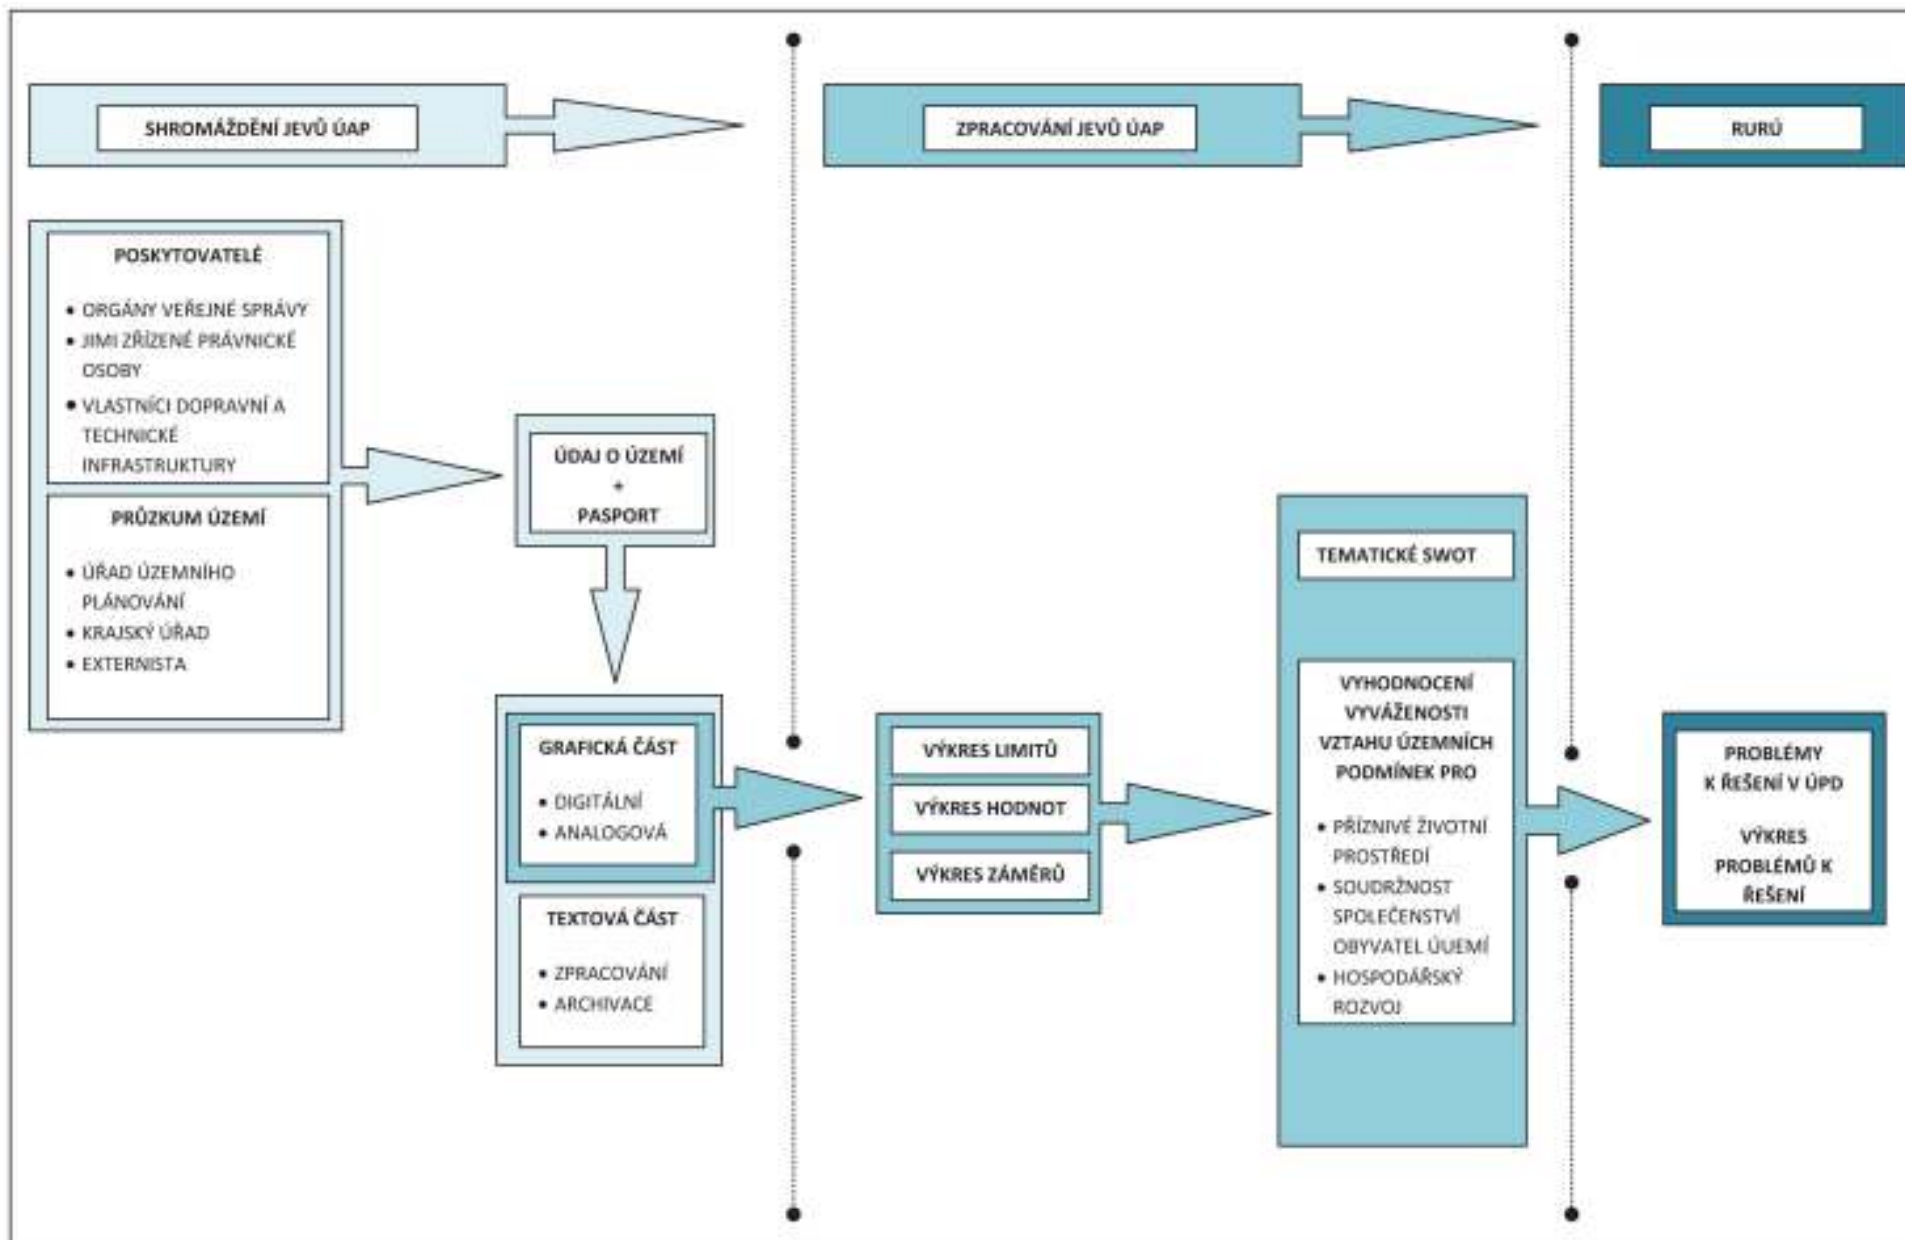 SHROMÁŽDĚNÍ JEVŮ ÚAP
ZPRACOVÁNÍ JEVŮ ÚAP
RURÚ
POSKYTOVATELÉ
• ORGÁNY VEŘEJNÉ SPRÁVY
• JIMI ZŘÍZENÉ PRÁVNICKÉ
OSOBY
• VLASTNÍCI DOPRAVNÍ A
TECHNICKÉ
INFRASTRUKTURY
PRŮZKUM ÚZEMÍ
• ÚŘAD ÚZEMNÍHO
PLÁNOVÁNÍ
• KRAJSKÝ ÚŘAD
• EXTERNISTA
ÚDAJ O ÚZEMÍ
+
PASPORT
GRAFICKÁ ČÁST
• DIGITÁLNÍ
• ANALOGOVÁ
TEXTOVÁ ČÁST
• ZPRACOVÁNÍ
• ARCHIVACE
VÝKRES LIMITŮ
VÝKRES HODNOT
VÝKRES ZÁMĚRŮ
TEMATICKÉ SWOT
VYHODNOCENÍ
VYVÁŽENOSTI
VZTAHU ÚZEMNÍCH
PODMÍNEK PRO
• PŘÍZNIVÉ ŽIVOTNÍ
PROSTŘEDÍ
• SOUDRŽNOST
SPOLEČENSTVÍ
OBYVATEL ÚUEMÍ
• HOSPODÁŘSKÝ
ROZVOJ
PROBLÉMY
K ŘEŠENÍ V ÚPD
VÝKRES
PROBLÉMŮ K
ŘEŠENÍ